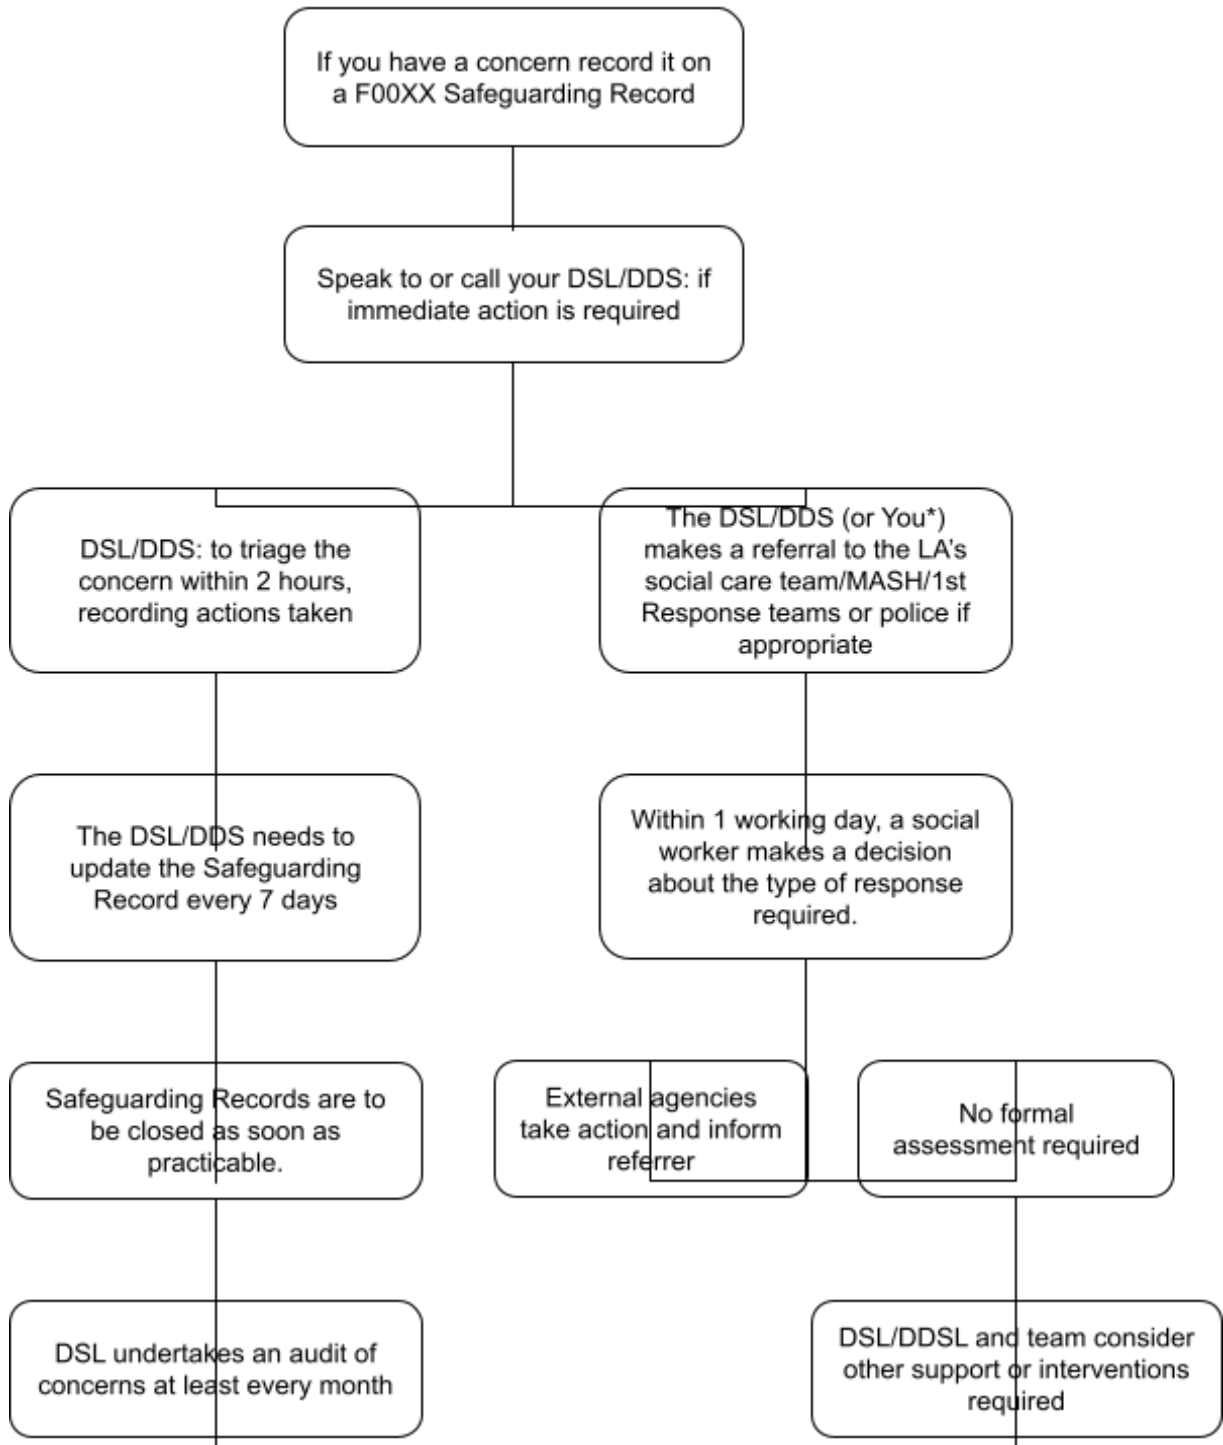 If you have a concern record it on
a F00XX Safeguarding Record
Speak to or call your DSL/DDS: if
immediate action is required
DSL/DDS: to triage the
concern within 2 hours,
recording actions taken
The DSL/DDS (or You*)
makes a referral to the LA's
social care team/MASH/1st
Response teams or police if
appropriate
The DSL/DDS needs to
update the Safeguarding
Record every 7 days
Within 1 working day, a social
worker makes a decision
about the type of response
required.
Safeguarding Records are to
be closed as soon as
practicable.
External agencies
take action and inform
referrer
No formal
assessment required
DSL undertakes an audit of
concerns at least every month
DSL/DDSL and team consider
other support or interventions
required